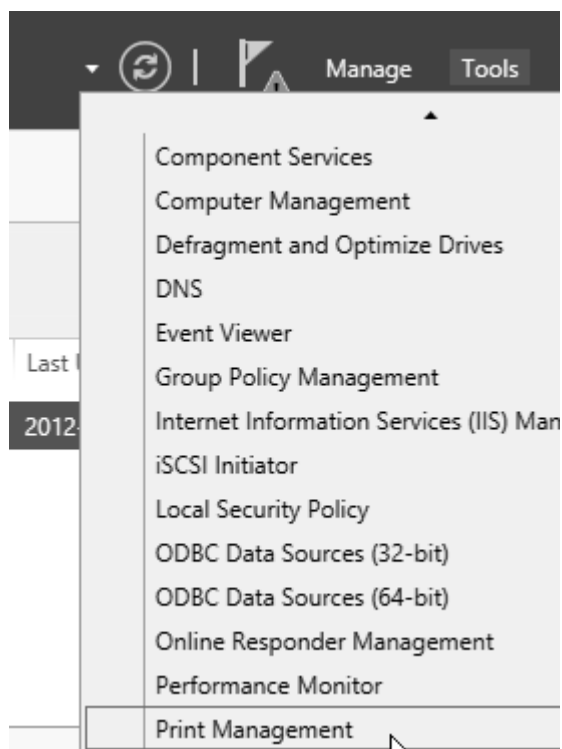 Manage Tools
Component Services
Computer Management
Defragment and Optimize Drives
DNS
Event Viewer
Last
Group Policy Management
2012-
Internet Information Services (IIS) Man
iSCSI Initiator
Local Security Policy
ODBC Data Sources (32-bit)
ODBC Data Sources (64-bit)
Online Responder Management
Performance Monitor
Print Management